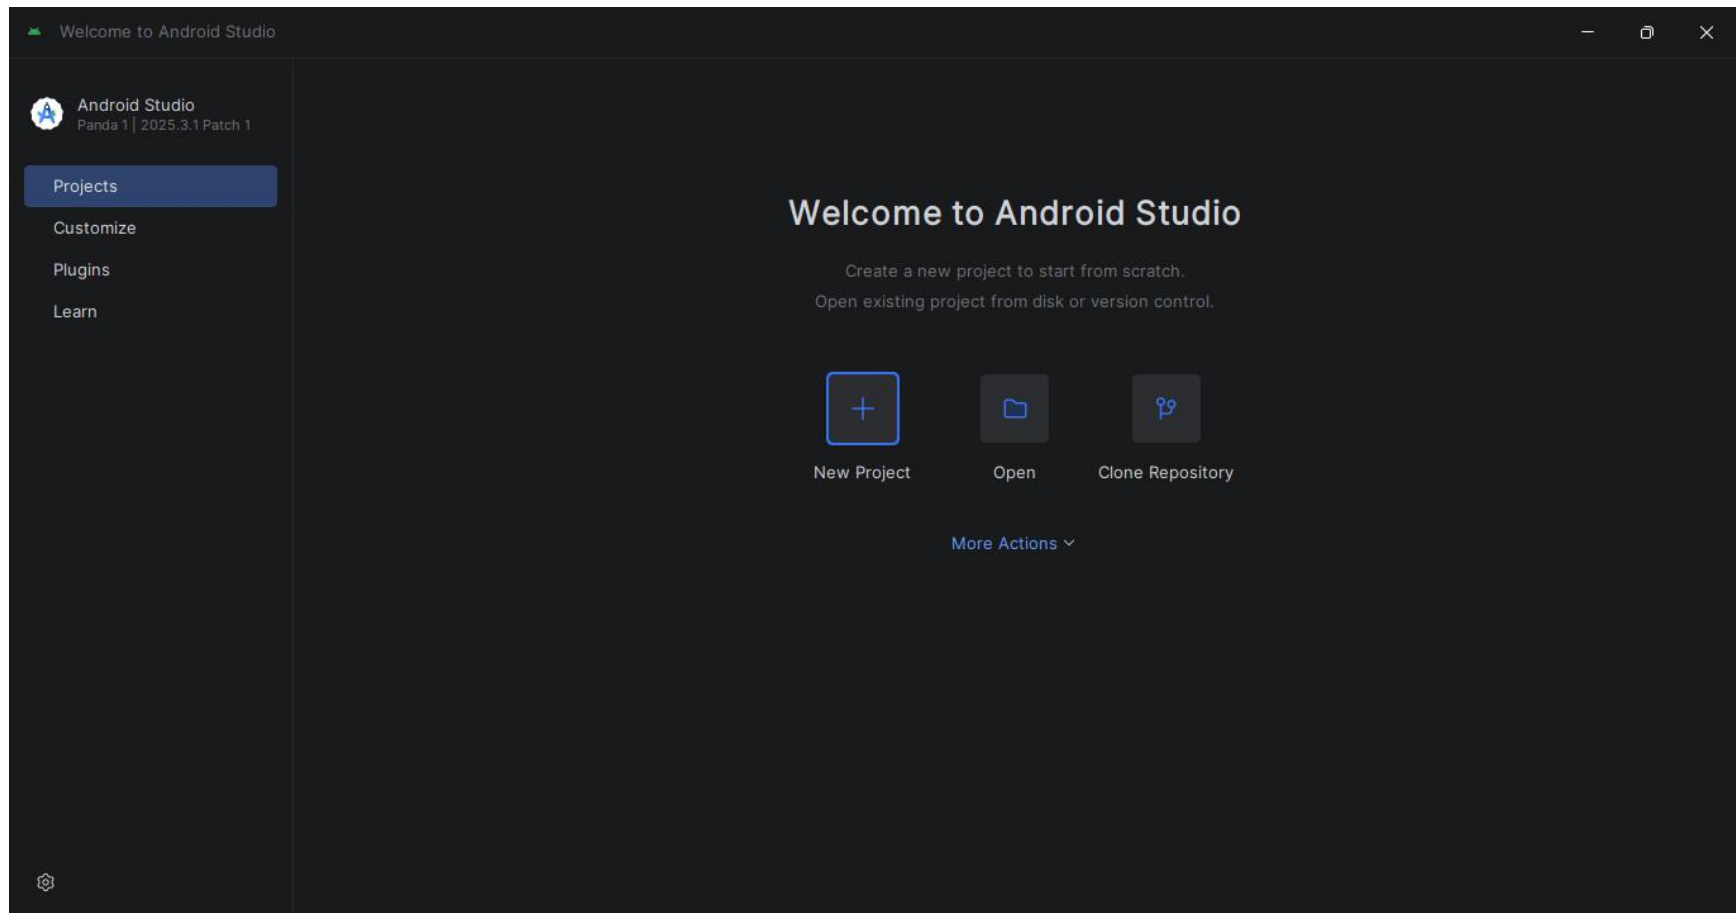 Welcome to Android Studio
Android Studio
Panda 1 | 2025.3.1 Patch 1
Projects
Customize
Plugins
Learn
Welcome to Android Studio
Create a new project to start from scratch.
Open existing project from disk or version control.
New Project
Open
Clone Repository
More Actions